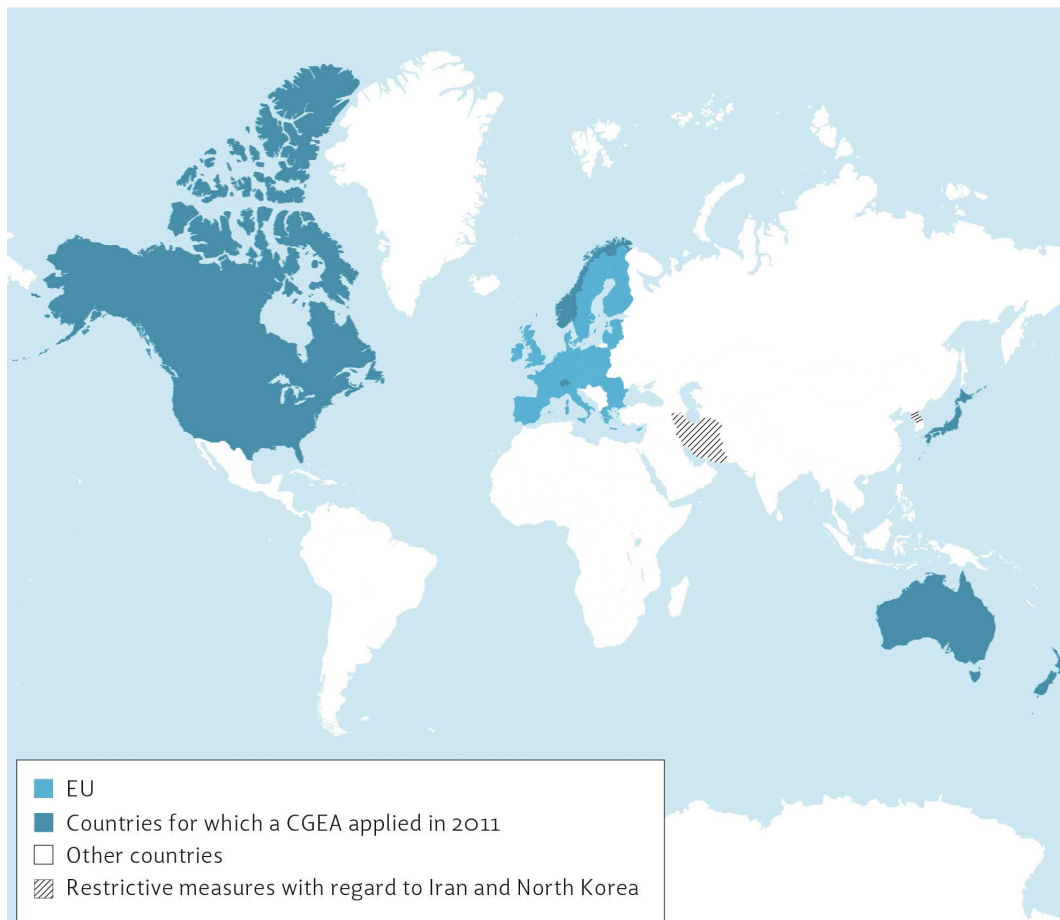 EU
Countries for which a CGEA applied in 2011
Other countries
Restrictive measures with regard to Iran and North Korea